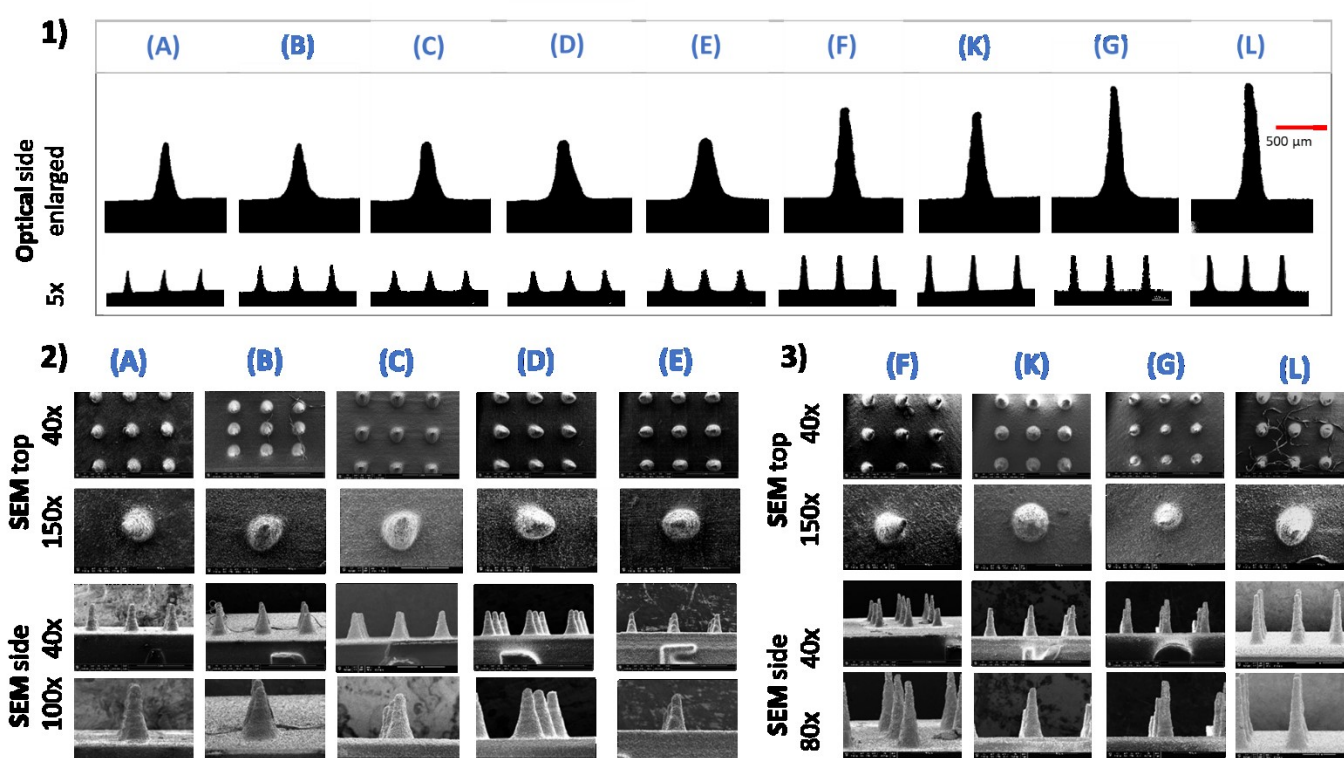 1)
(A) (B) (C) (D) (E) (F) (K) (G) (L)
Optical side
enlarged
500 µm
5x
2)
(A) (B) (C) (D) (E)
SEM top
40x
150x
SEM side
40x
100x
3)
(F) (K) (G) (L)
SEM top
40x
150x
SEM side
40x
80x